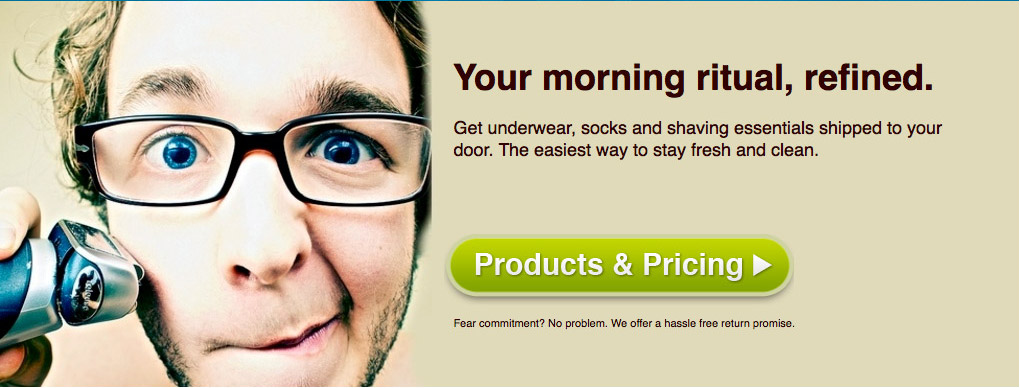 Your morning ritual, refined.
Get underwear, socks and shaving essentials shipped to your
door. The easiest way to stay fresh and clean.
Products & Pricing
Fear commitment? No problem. We offer a hassle free return promise.